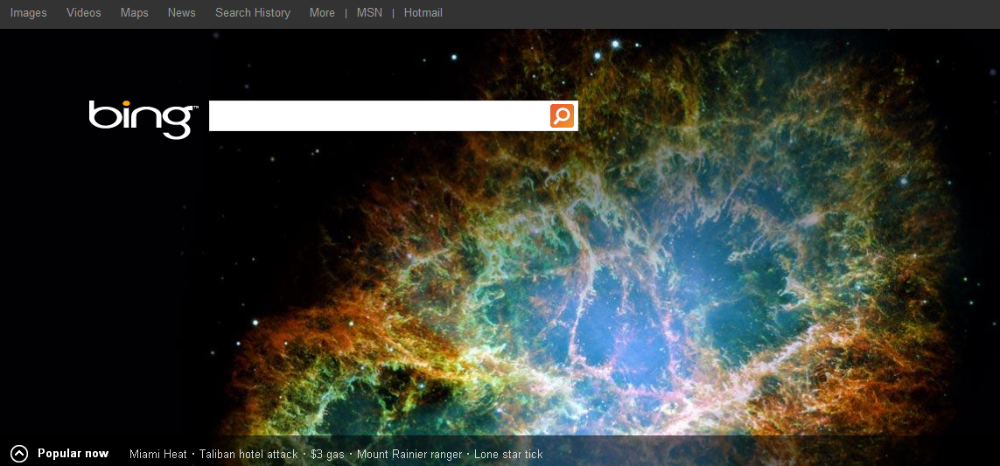 Images Videos Maps News Search History More | MSN | Hotmail
bing™
Popular now Miami Heat · Taliban hotel attack · $3 gas · Mount Rainier ranger · Lone star tick